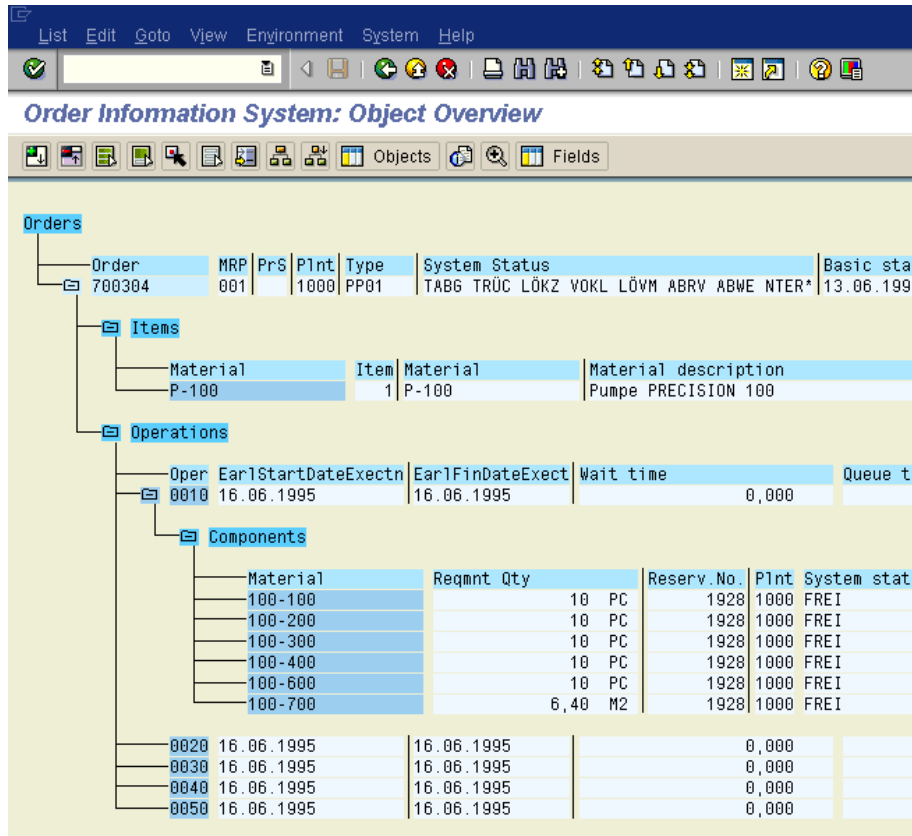 List Edit Goto View Environment System Help
Order Information System: Object Overview
Objects Fields
Orders
Order MRP PrS Plnt Type System Status Basic sta
700304 001 1000 PP01 TABG TRÜC LÖKZ VOKL LÖVM ABRV ABWE NTER* 13.06.199
Items
Material Item Material Material description
P-100 1 P-100 Pumpe PRECISION 100
Operations
Oper EarlStartDateExectn EarlFinDateExect Wait time Queue t
0010 16.06.1995 16.06.1995 0,000
Components
Material Reqmnt Qty Reserv.No. Plnt System stat
100-100 10 PC 1928 1000 FREI
100-200 10 PC 1928 1000 FREI
100-300 10 PC 1928 1000 FREI
100-400 10 PC 1928 1000 FREI
100-600 10 PC 1928 1000 FREI
100-700 6,40 M2 1928 1000 FREI
0020 16.06.1995 16.06.1995 0,000
0030 16.06.1995 16.06.1995 0,000
0040 16.06.1995 16.06.1995 0,000
0050 16.06.1995 16.06.1995 0,000